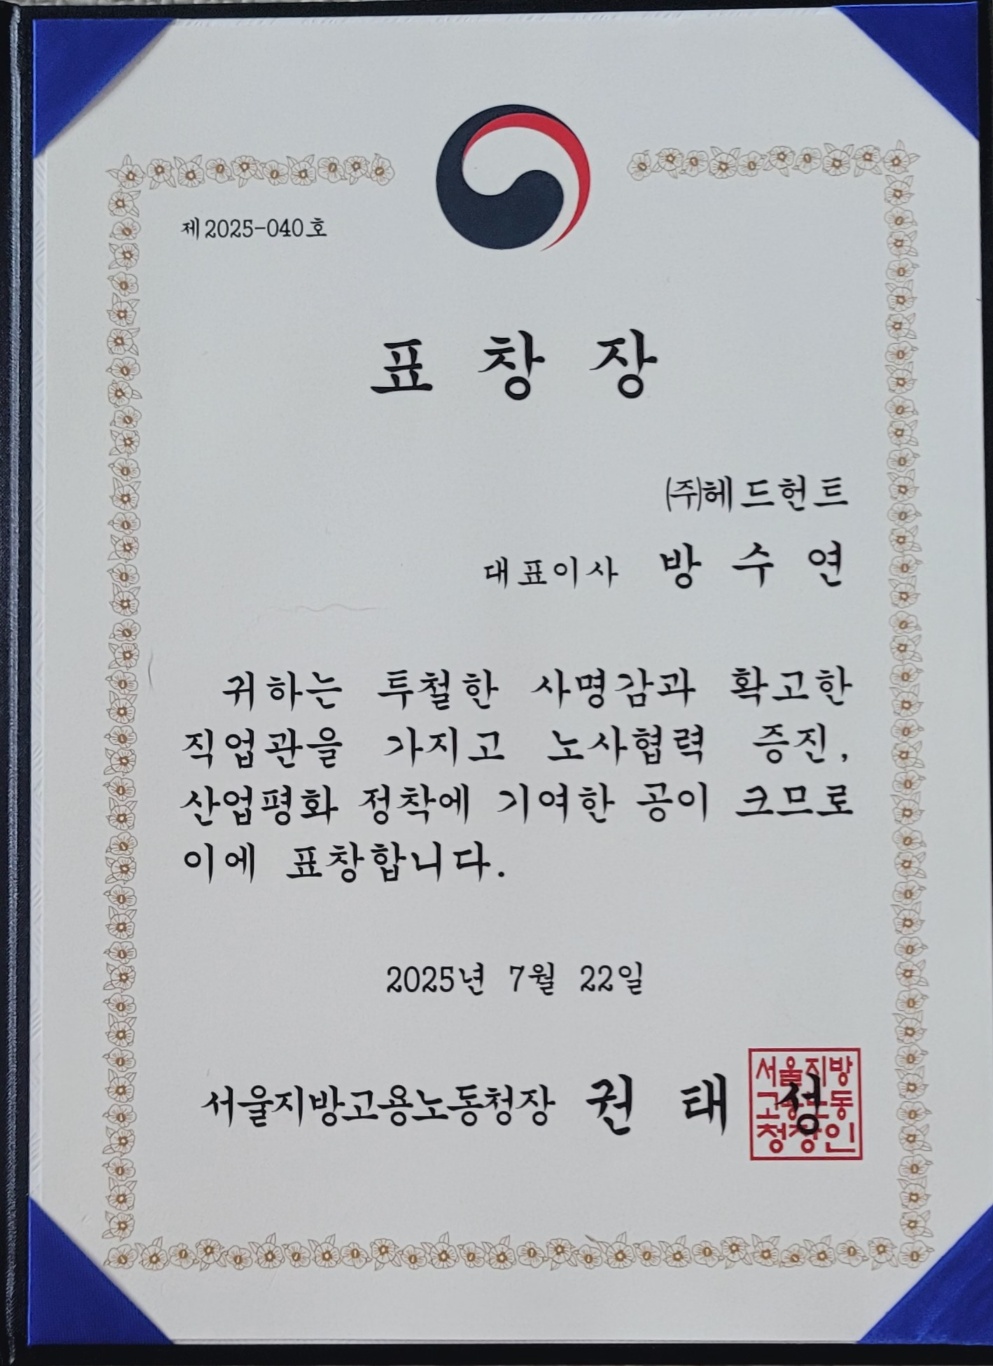 제2025-040호
표 창 장
(주)헤드헌트
대표이사 방 수 연
귀하는 투철한 사명감과 확고한
직업관을 가지고 노사협력 증진,
산업평화 정착에 기여한 공이 크므로
이에 표창합니다.
2025년 7월 22일
서울지방고용노동청장 권 태 성
서울지방
고용노동
청장인